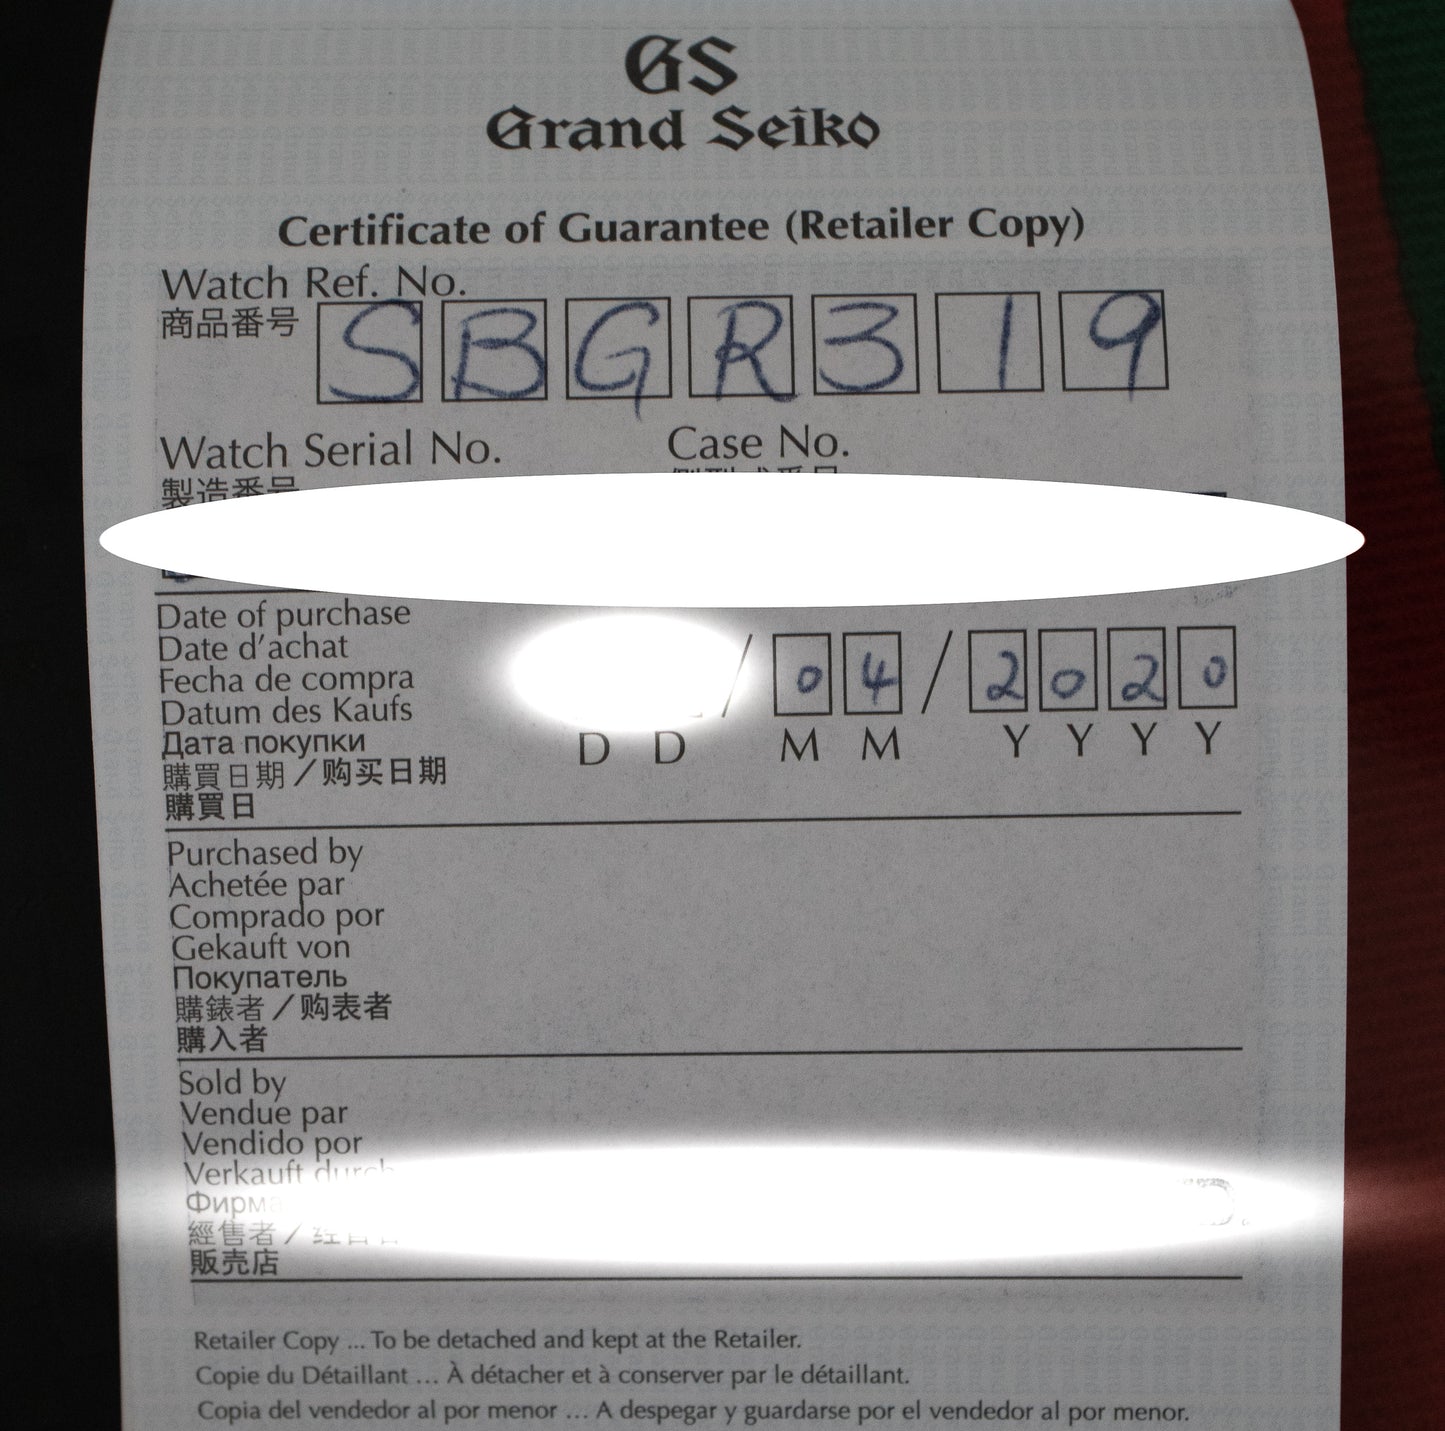 GS
Grand Seiko
Certificate of Guarantee (Retailer Copy)
Watch Ref. No.
商品番号 SBGR319
Watch Serial No. Case No.
製造番号
Date of purchase
Date d'achat
Fecha de compra / 04 / 2020
Datum des Kaufs
Дата покупки D D M M Y Y Y Y
購買日期／购买日期
購買日
Purchased by
Achetée par
Comprado por
Gekauft von
Покупатель
購錶者／购表者
購入者
Sold by
Vendue par
Vendido por
Verkauft durch
Фирма
經售者 /
販売店
Retailer Copy ... To be detached and kept at the Retailer.
Copie du Détaillant ... À détacher et à conserver par le détaillant.
Copia del vendedor al por menor ... A despegar y guardarse por el vendedor al por menor.